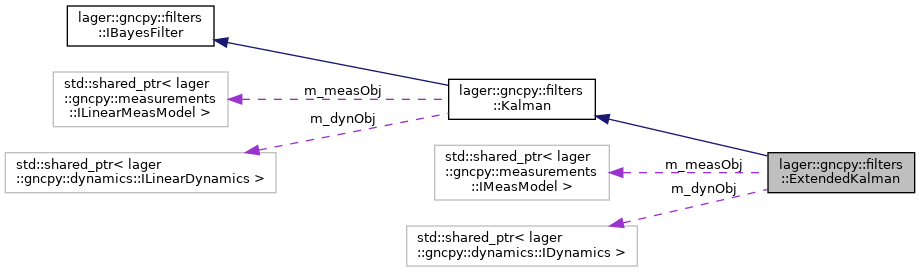 lager::gncpy::filters
::IBayesFilter
std::shared_ptr< lager
::gncpy::measurements
::ILinearMeasModel >
m_measObj
lager::gncpy::filters
::Kalman
m_dynObj
std::shared_ptr< lager
::gncpy::dynamics::ILinearDynamics >
std::shared_ptr< lager
::gncpy::measurements
::IMeasModel >
m_measObj
lager::gncpy::filters
::ExtendedKalman
m_dynObj
std::shared_ptr< lager
::gncpy::dynamics::IDynamics >